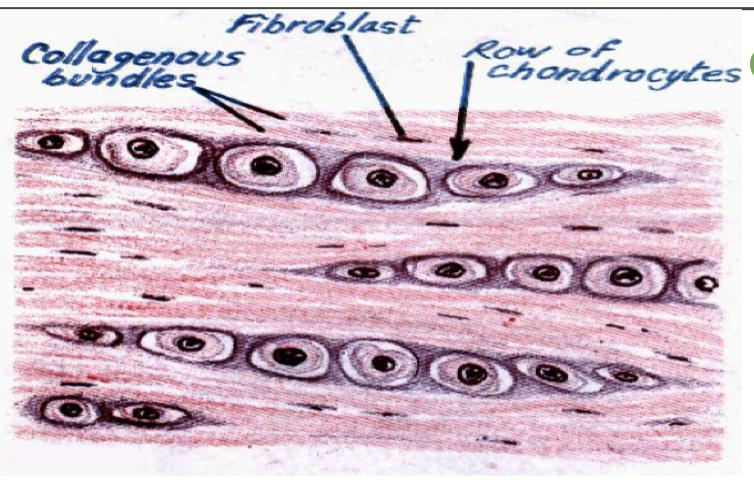 Fibroblast
Collagenous
bundles
Row of
chondrocytes